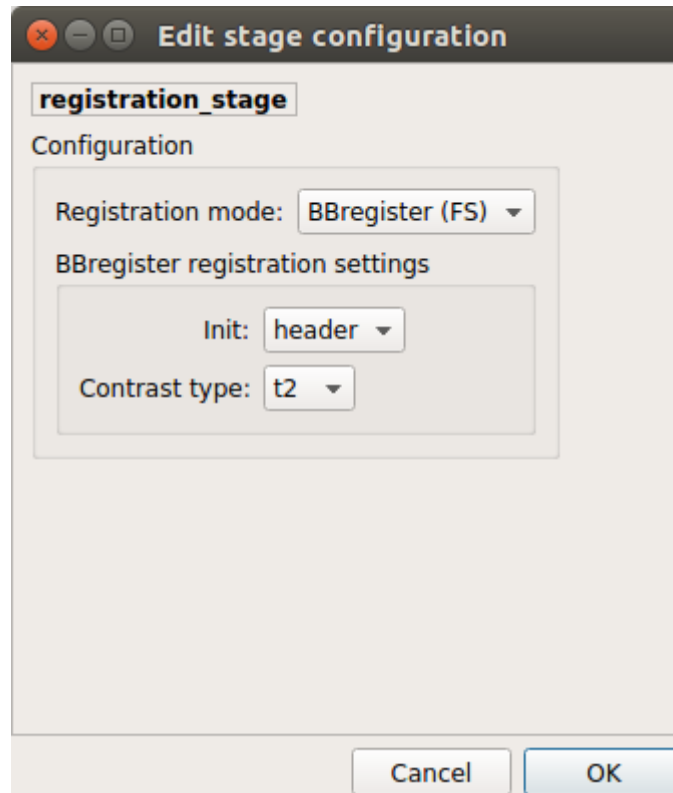 Edit stage configuration
registration_stage
Configuration
Registration mode: BBregister (FS)
BBregister registration settings
Init: header
Contrast type: t2
Cancel OK